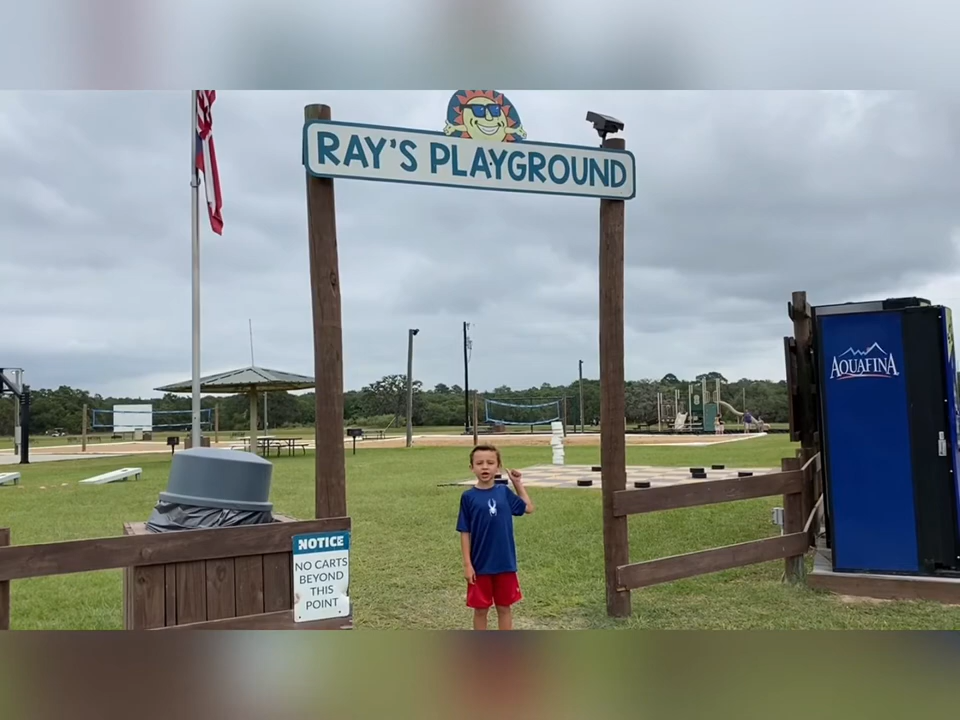 RAY'S PLAYGROUND
AQUAFINA
NOTICE
NO CARTS
BEYOND
THIS
POINT